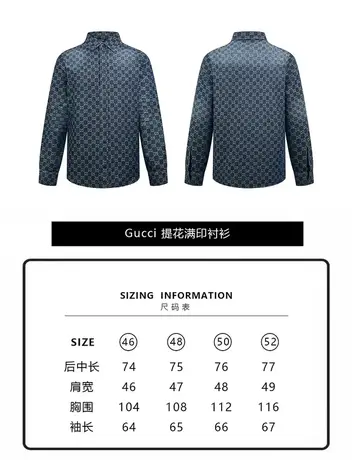 Gucci 提花满印衬衫
SIZING INFORMATION
尺码表
SIZE 46 48 50 52
后中长 74 75 76 77
肩宽 46 47 48 49
胸围 104 108 112 116
袖长 64 65 66 67